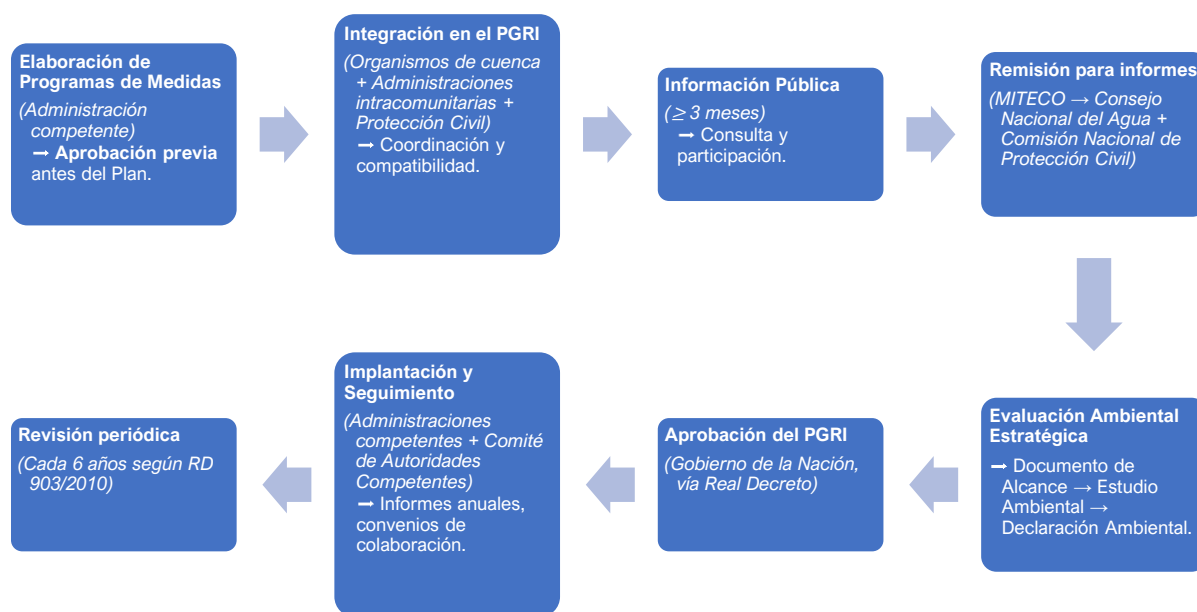 Elaboración de
Programas de Medidas
(Administración
competente)
→ Aprobación previa
antes del Plan.
Integración en el PGRI
(Organismos de cuenca
+ Administraciones
intracomunitarias +
Protección Civil)
→ Coordinación y
compatibilidad.
Información Pública
(≥ 3 meses)
→ Consulta y
participación.
Remisión para informes
(MITECO → Consejo
Nacional del Agua +
Comisión Nacional de
Protección Civil)
Evaluación Ambiental
Estratégica
→ Documento de
Alcance → Estudio
Ambiental →
Declaración Ambiental.
Aprobación del PGRI
(Gobierno de la Nación,
vía Real Decreto)
Implantación y
Seguimiento
(Administraciones
competentes + Comité
de Autoridades
Competentes)
→ Informes anuales,
convenios de
colaboración.
Revisión periódica
(Cada 6 años según RD
903/2010)